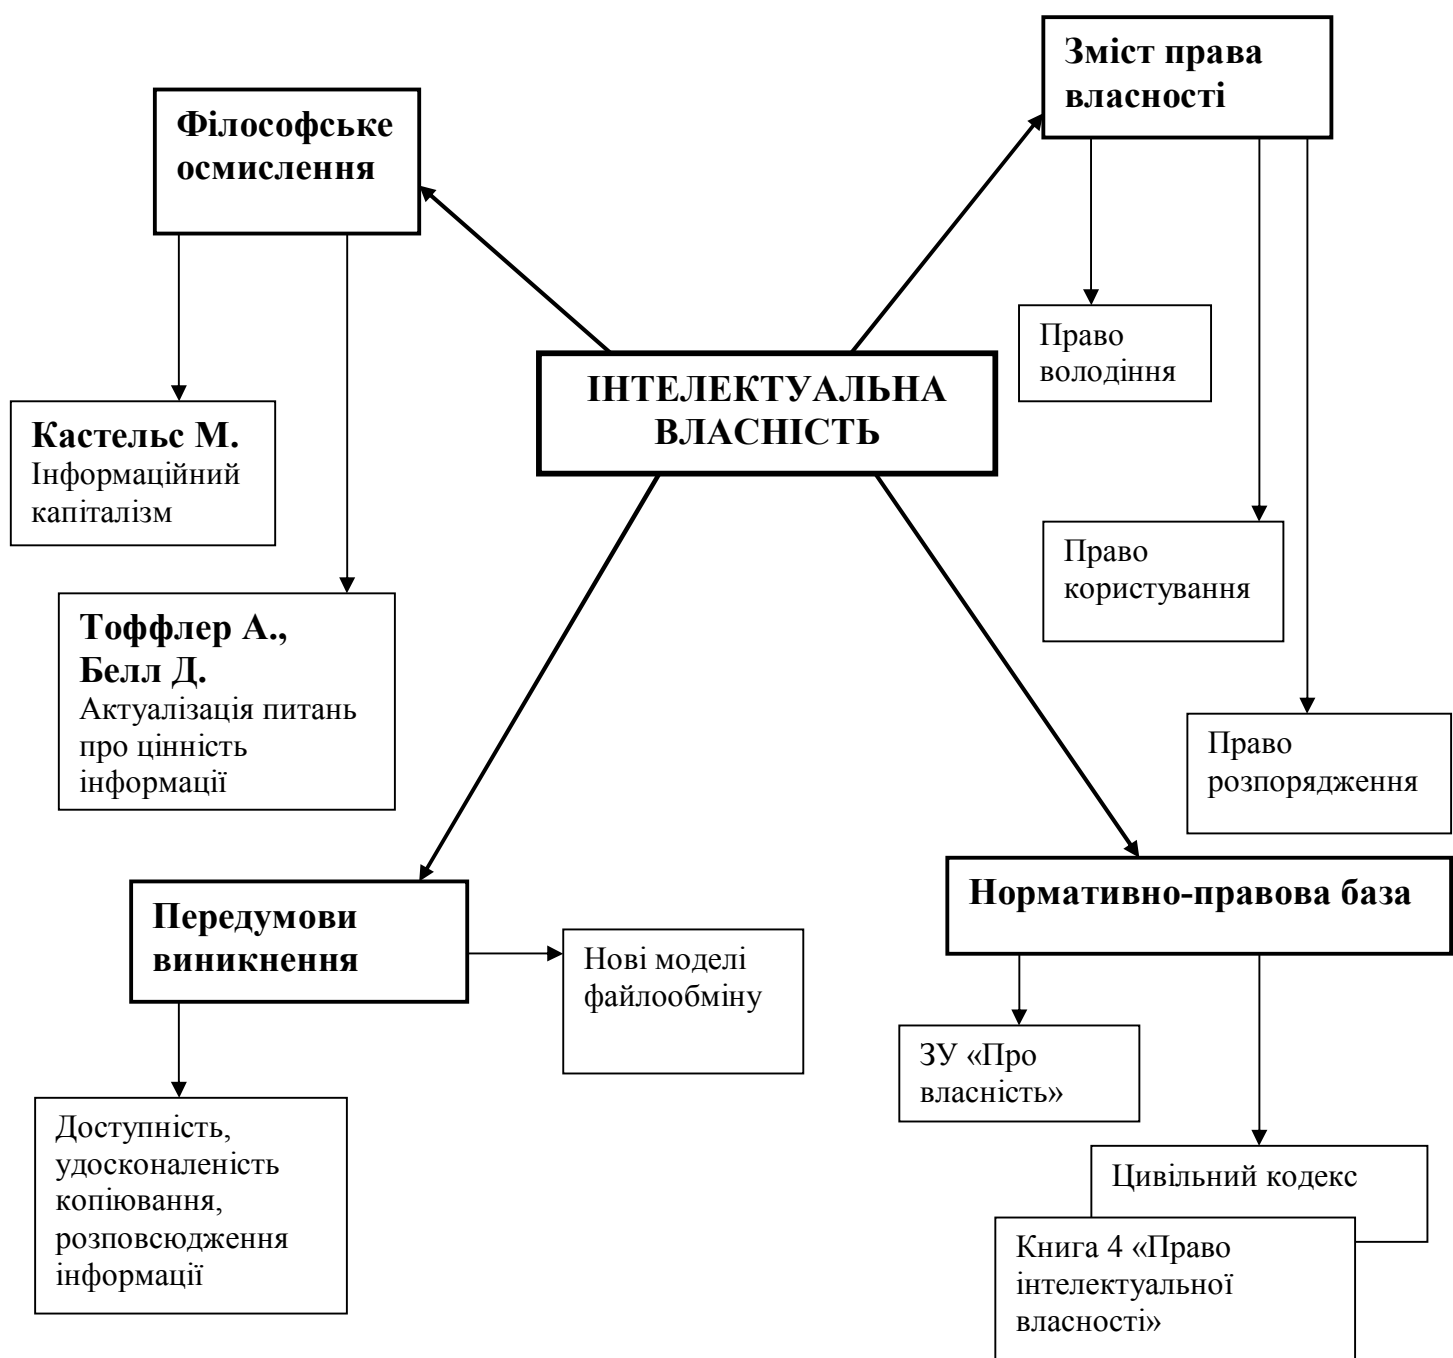 Зміст права
власності
Філософське
осмислення
Право
володіння
ІНТЕЛЕКТУАЛЬНА
ВЛАСНІСТЬ
Кастельс М.
Інформаційний
капіталізм
Право
користування
Тоффлер А.,
Белл Д.
Актуалізація питань
про цінність
інформації
Право
розпорядження
Передумови
виникнення
Нові моделі
файлообміну
Нормативно-правова база
ЗУ «Про
власність»
Доступність,
удосконаленість
копіювання,
розповсюдження
інформації
Цивільний кодекс
Книга 4 «Право
інтелектуальної
власності»